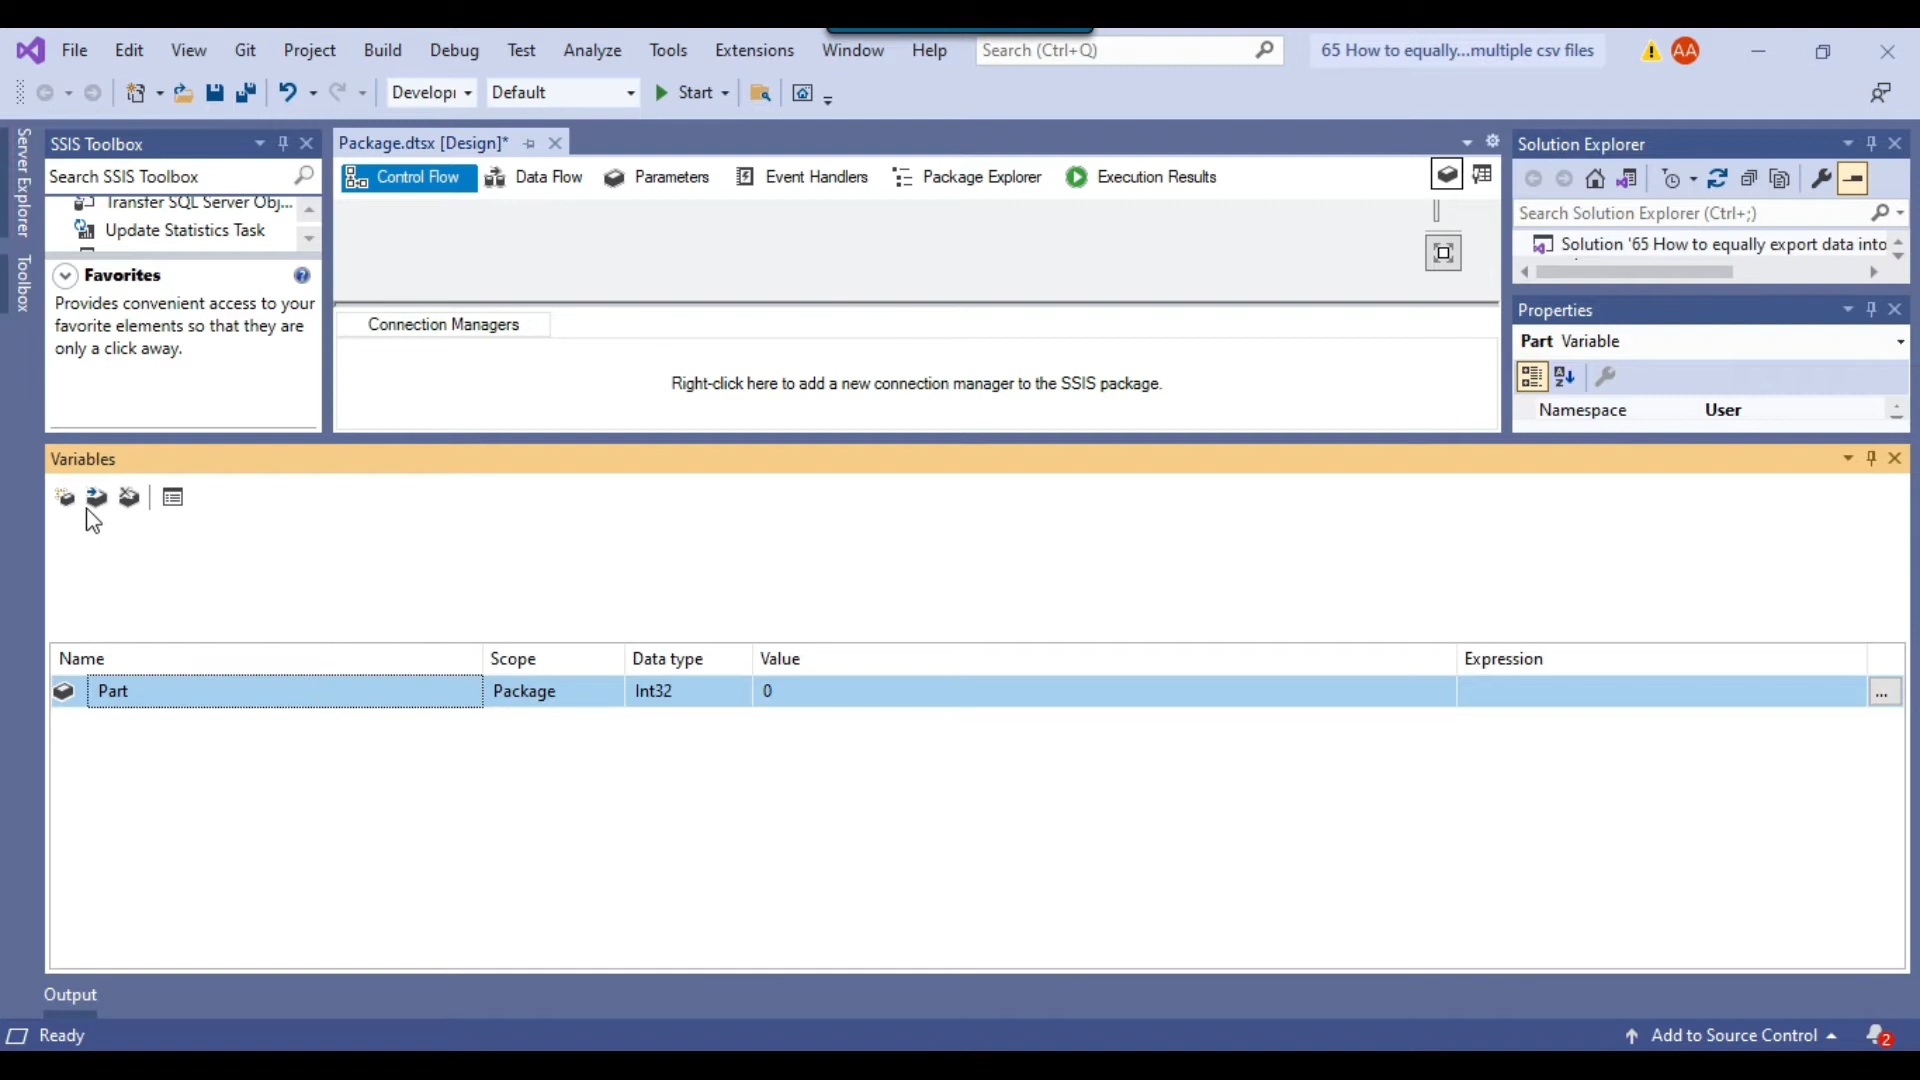 File Edit View Git Project Build Debug Test Analyze Tools Extensions Window Help Search (Ctrl+Q) 65 How to equally...multiple csv files AA
Developi Default Start
Server Explorer
Toolbox
SSIS Toolbox
Search SSIS Toolbox
Transfer SQL Server Obj...
Update Statistics Task
Favorites
Provides convenient access to your
favorite elements so that they are
only a click away.
Package.dtsx [Design]*
Control Flow Data Flow Parameters Event Handlers Package Explorer Execution Results
Connection Managers
Right-click here to add a new connection manager to the SSIS package.
Solution Explorer
Search Solution Explorer (Ctrl+;)
Solution '65 How to equally export data into
Properties
Part Variable
Namespace User
Variables
Name Scope Data type Value Expression
Part Package Int32 0 ...
Output
Ready Add to Source Control 2